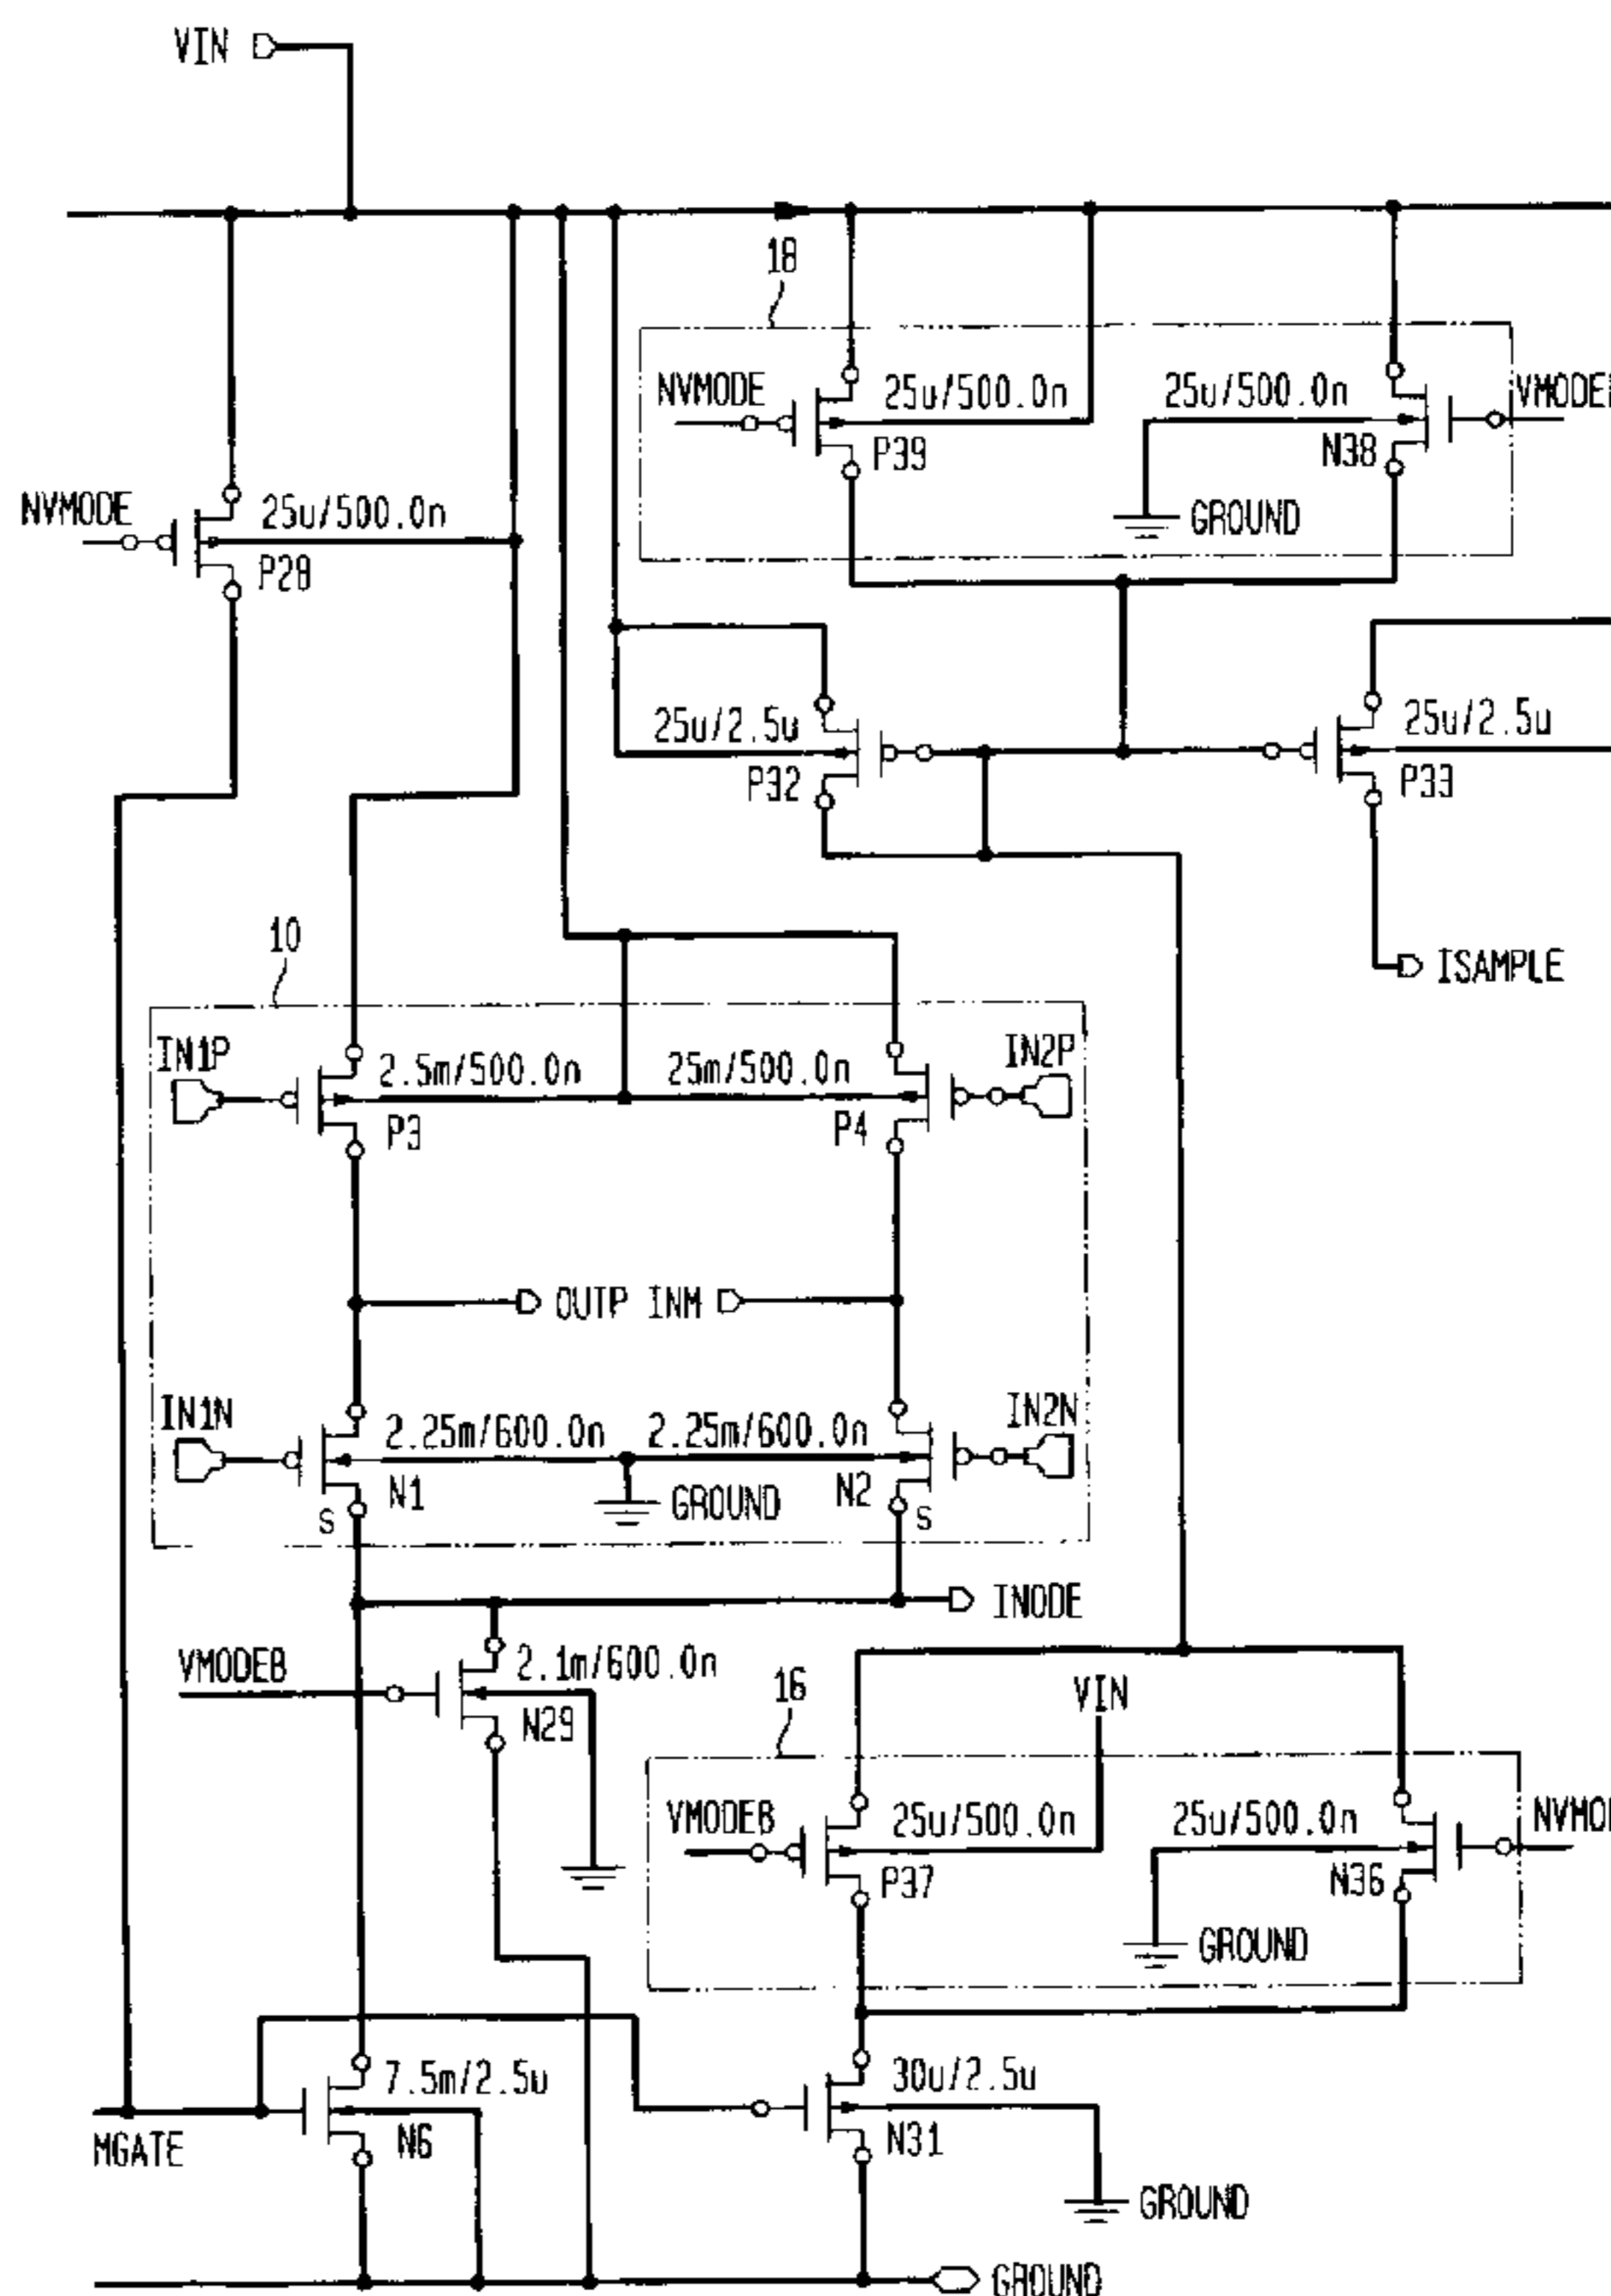 VIN
18
NVMODE
25u/500.0n
P39
25u/500.0n
N38
GROUND
NVMODE
25u/500.0n
P28
25u/2.5u
P32
25u/2.5u
P33
ISAMPLE
10
IN1P
2.5m/500.0n
P3
25m/500.0n
P4
IN2P
OUTP INM
IN1N
2.25m/600.0n
N1
2.25m/600.0n
N2
IN2N
S
GROUND
S
INODE
VMODEB
2.1m/600.0n
N29
16
VIN
VMODEB
25u/500.0n
P37
25u/500.0n
N36
GROUND
MGATE
7.5m/2.5u
N6
30u/2.5u
N31
GROUND
GROUND